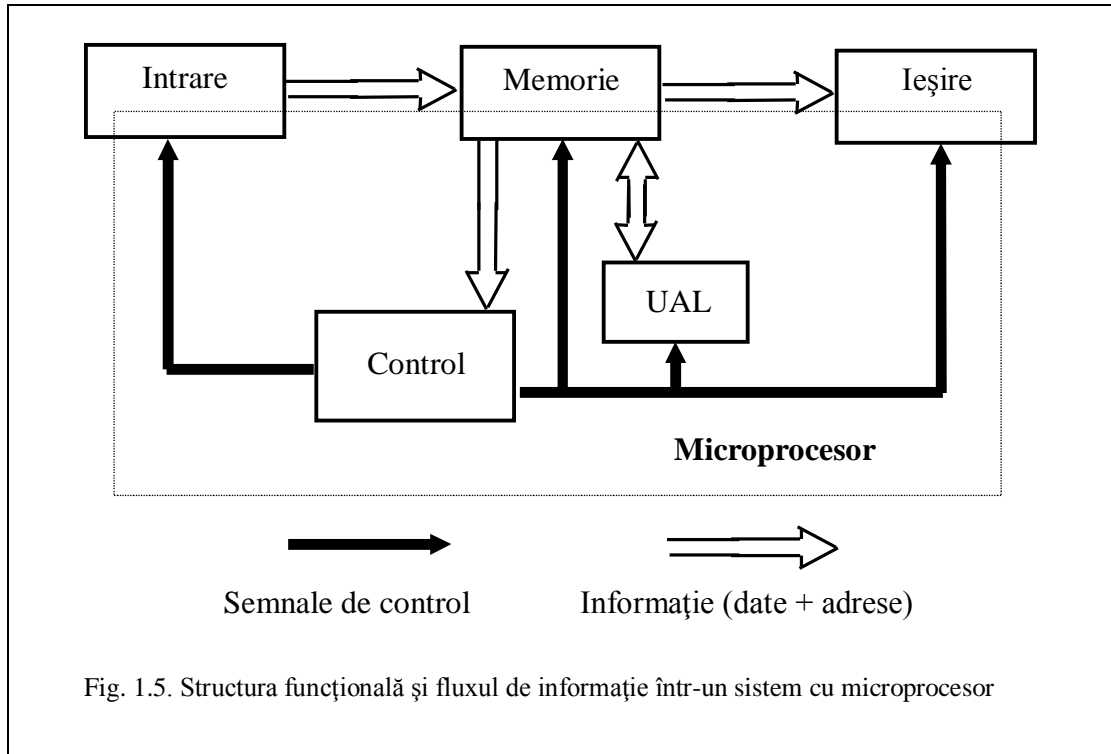 Intrare
Memorie
Ieşire
UAL
Control
Microprocesor
Semnale de control
Informaţie (date + adrese)
Fig. 1.5. Structura funcţională şi fluxul de informaţie într-un sistem cu microprocesor